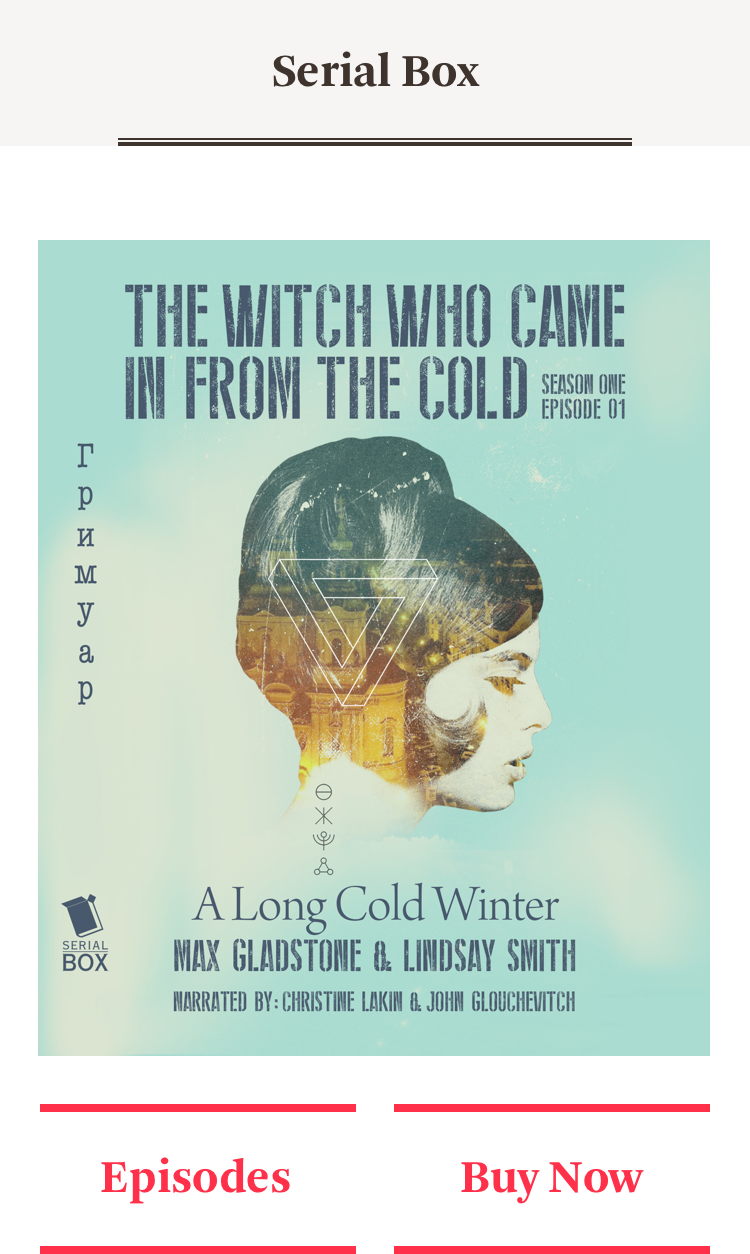 Serial Box
THE WITCH WHO CAME
IN FROM THE COLD
SEASON ONE
EPISODE 01
Гримуар
A Long Cold Winter
MAX GLADSTONE & LINDSAY SMITH
NARRATED BY: CHRISTINE LAKIN & JOHN GLOUCHEVITCH
SERIAL
BOX
Episodes
Buy Now